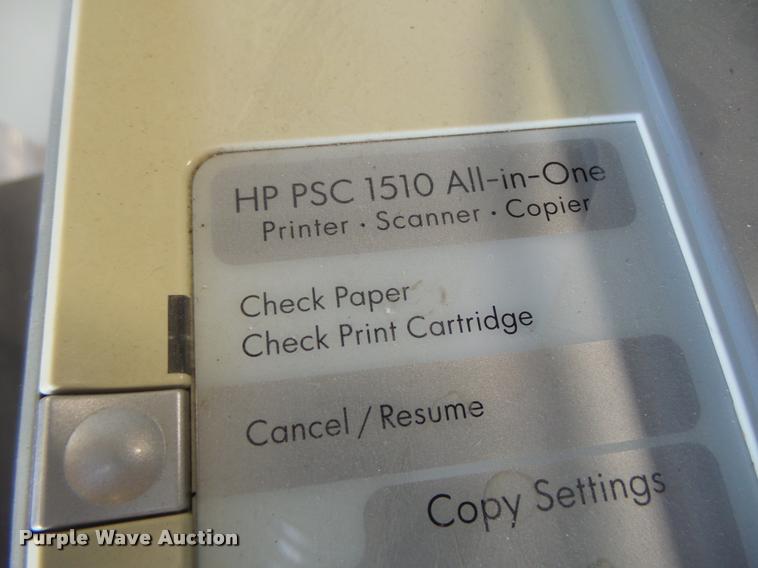 HP PSC 1510 All-in-One
Printer · Scanner · Copier
Check Paper
Check Print Cartridge
Cancel / Resume
Copy Settings
Purple Wave Auction